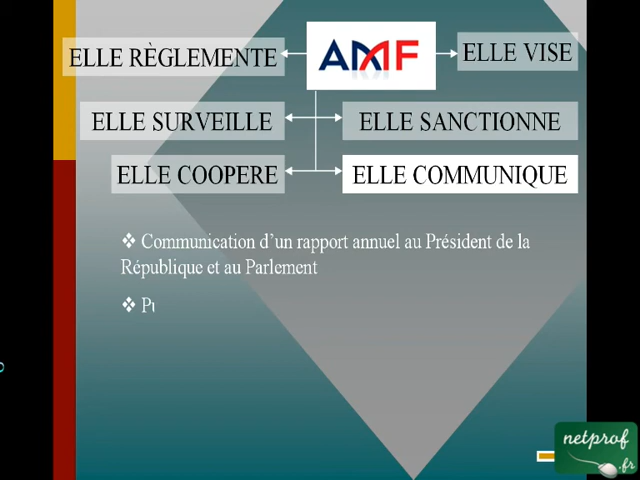 AMF
ELLE RÈGLEMENTE
ELLE VISE
ELLE SURVEILLE
ELLE SANCTIONNE
ELLE COOPERE
ELLE COMMUNIQUE
❖ Communication d'un rapport annuel au Président de la
République et au Parlement
❖
netprof
.fr